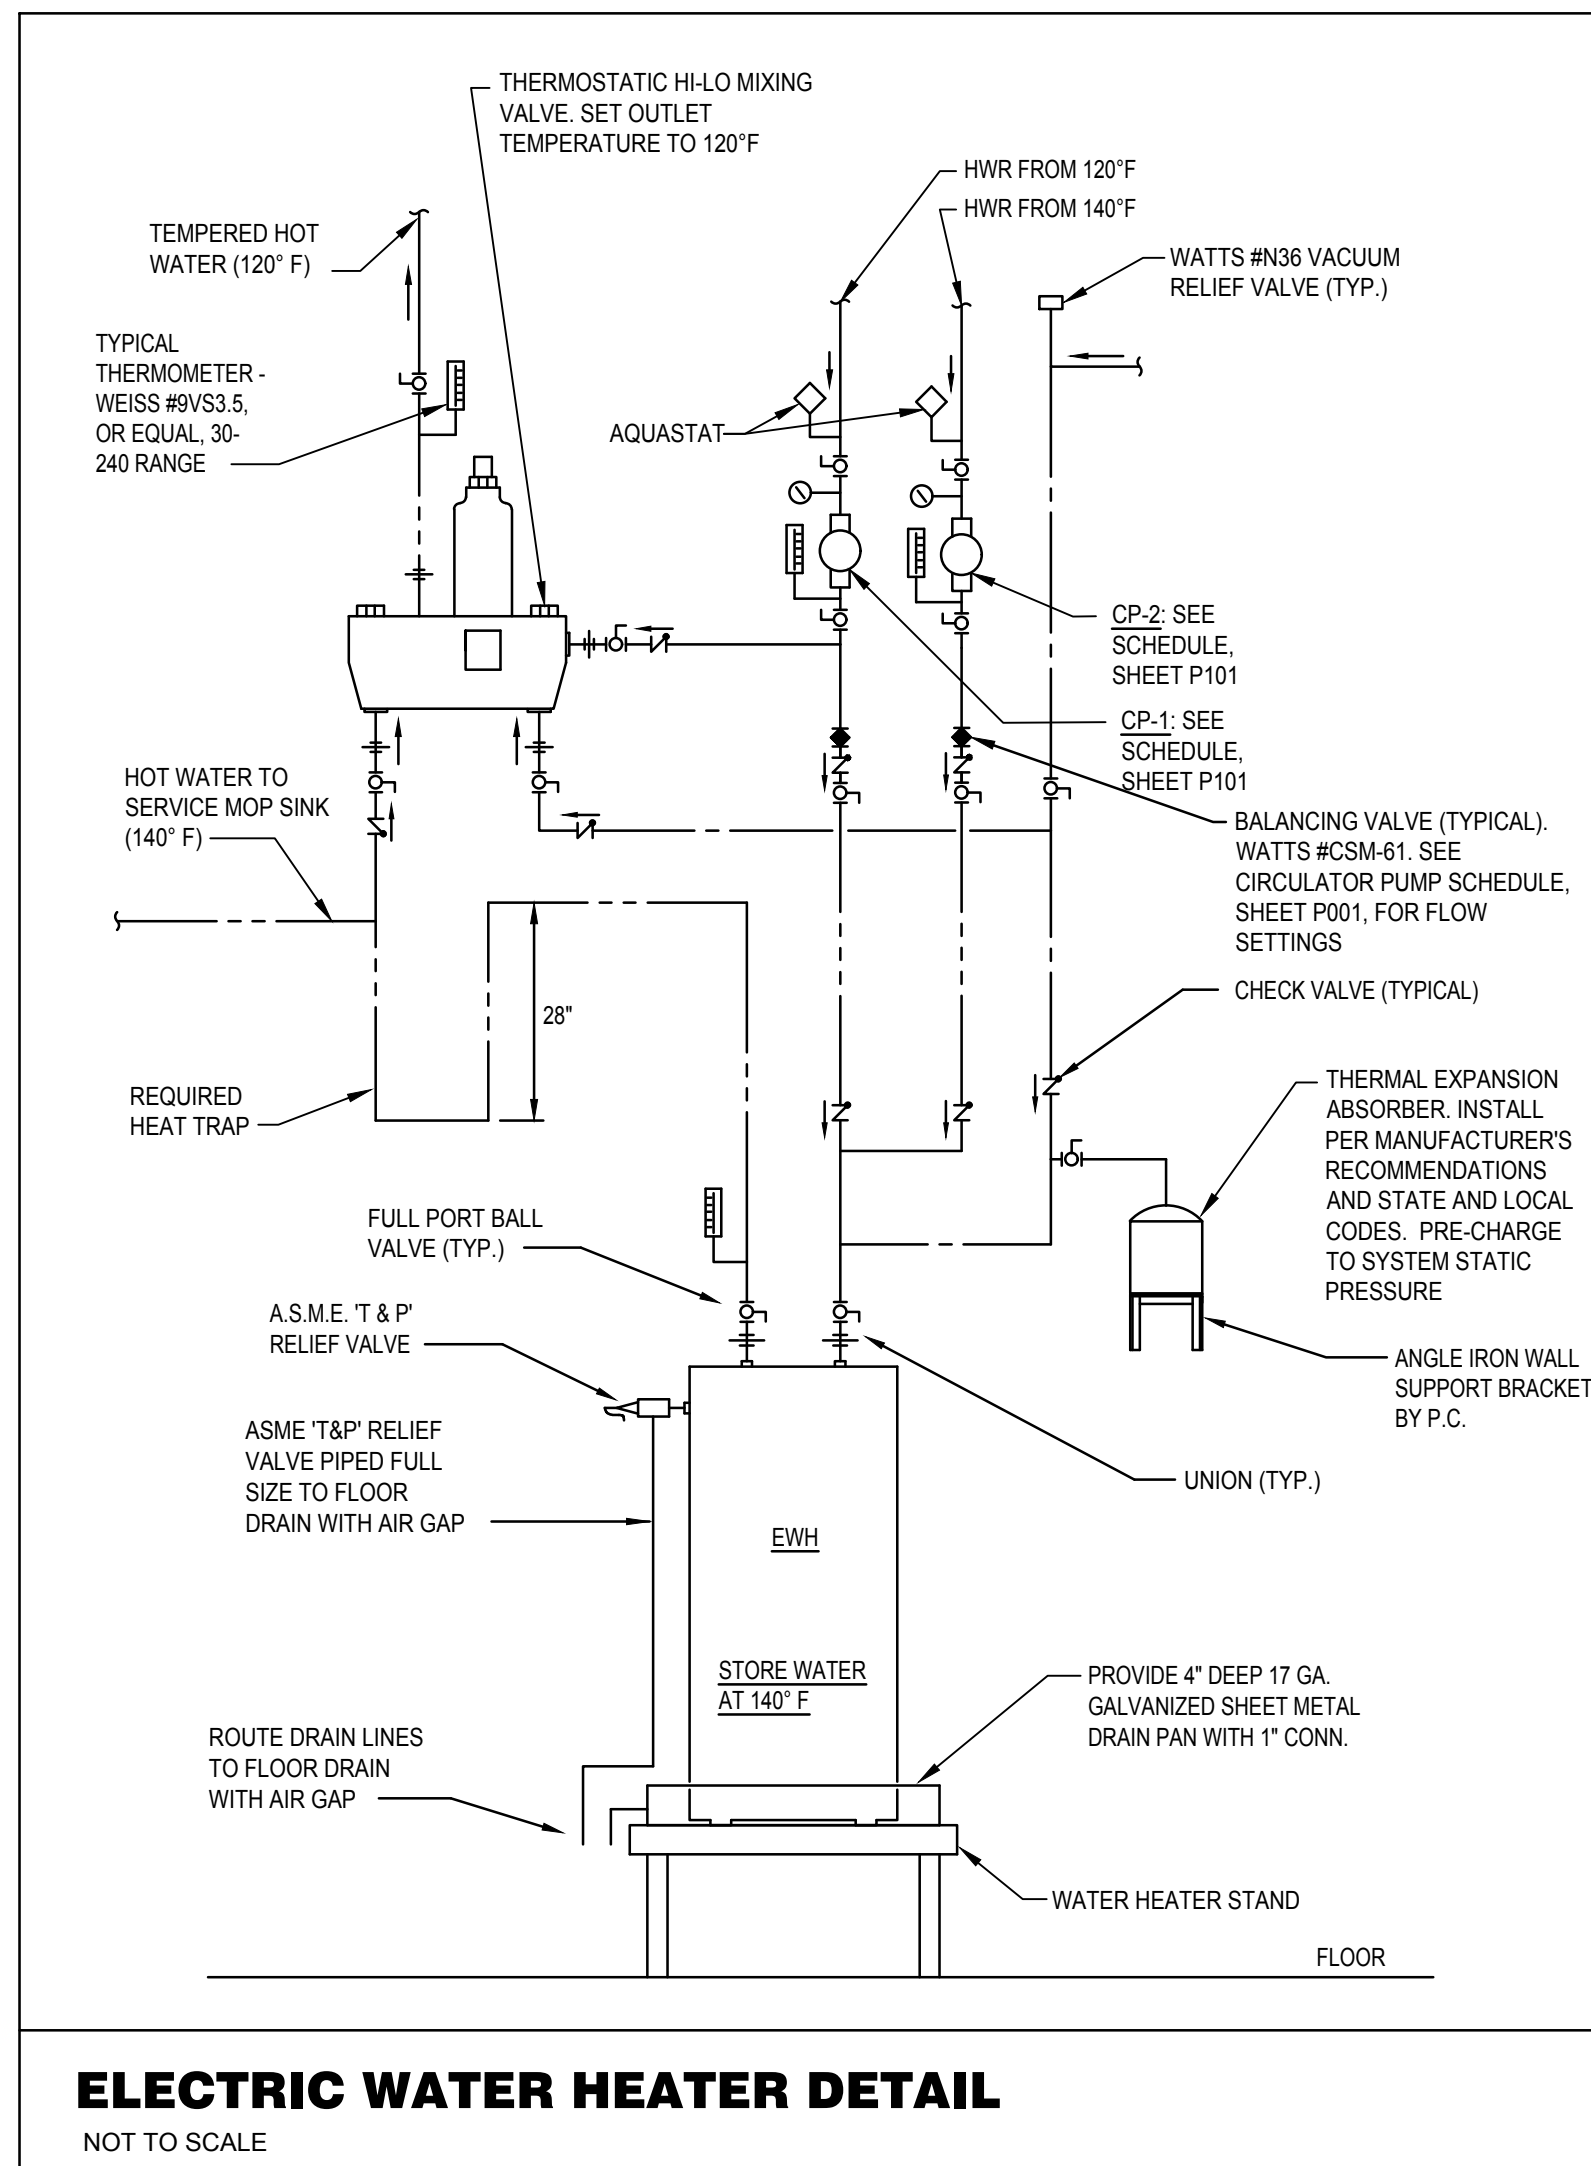 THERMOSTATIC HI-LO MIXING
VALVE. SET OUTLET
TEMPERATURE TO 120°F
HWR FROM 120°F
HWR FROM 140°F
TEMPERED HOT
WATER (120° F)
WATTS #N36 VACUUM
RELIEF VALVE (TYP.)
TYPICAL
THERMOMETER -
WEISS #9VS3.5,
OR EQUAL, 30-
240 RANGE
AQUASTAT
CP-2: SEE
SCHEDULE,
SHEET P101
CP-1: SEE
SCHEDULE,
SHEET P101
HOT WATER TO
SERVICE MOP SINK
(140° F)
BALANCING VALVE (TYPICAL).
WATTS #CSM-61. SEE
CIRCULATOR PUMP SCHEDULE,
SHEET P001, FOR FLOW
SETTINGS
CHECK VALVE (TYPICAL)
28"
REQUIRED
HEAT TRAP
THERMAL EXPANSION
ABSORBER. INSTALL
PER MANUFACTURER'S
RECOMMENDATIONS
AND STATE AND LOCAL
CODES. PRE-CHARGE
TO SYSTEM STATIC
PRESSURE
FULL PORT BALL
VALVE (TYP.)
A.S.M.E. 'T & P'
RELIEF VALVE
ANGLE IRON WALL
SUPPORT BRACKET
BY P.C.
ASME 'T&P' RELIEF
VALVE PIPED FULL
SIZE TO FLOOR
DRAIN WITH AIR GAP
UNION (TYP.)
EWH
STORE WATER
AT 140° F
PROVIDE 4" DEEP 17 GA.
GALVANIZED SHEET METAL
DRAIN PAN WITH 1" CONN.
ROUTE DRAIN LINES
TO FLOOR DRAIN
WITH AIR GAP
WATER HEATER STAND
FLOOR
ELECTRIC WATER HEATER DETAIL
NOT TO SCALE